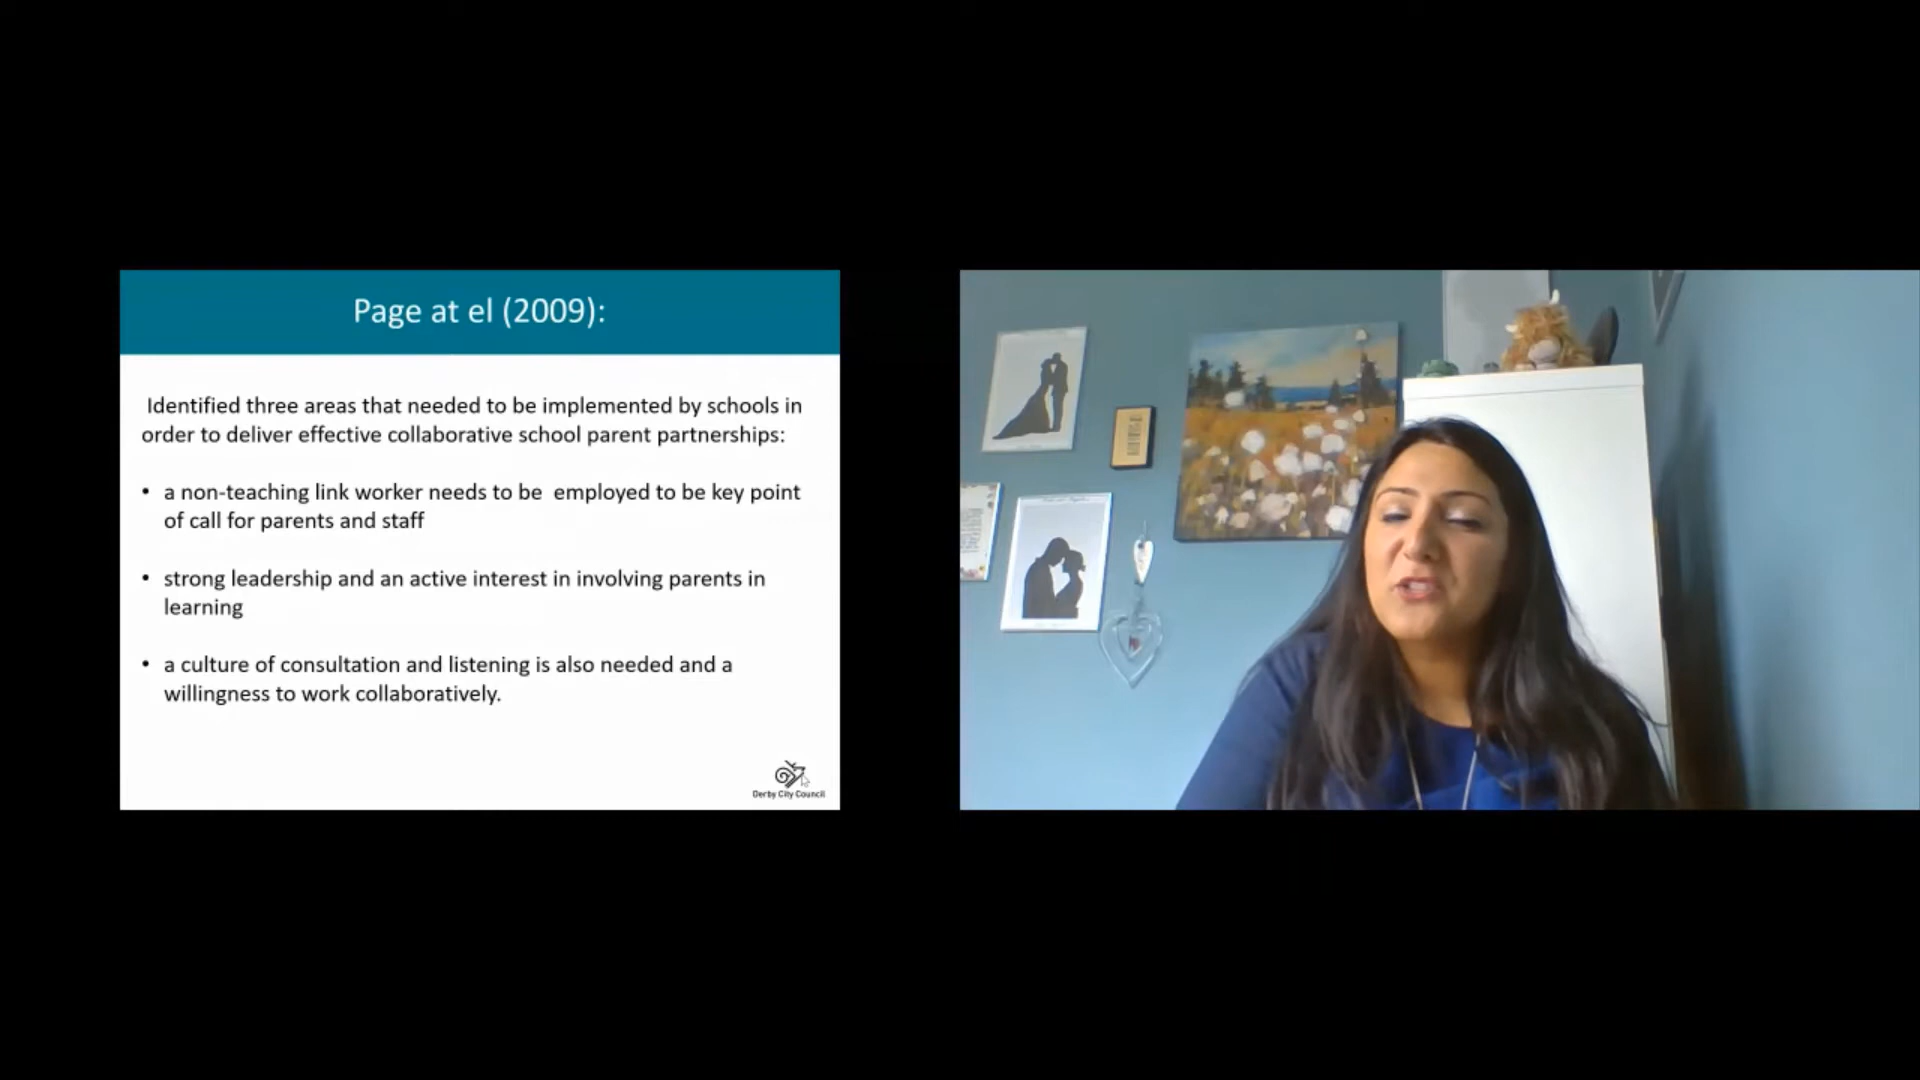 Page at el (2009):
Identified three areas that needed to be implemented by schools in
order to deliver effective collaborative school parent partnerships:
• a non-teaching link worker needs to be  employed to be key point
of call for parents and staff
• strong leadership and an active interest in involving parents in
learning
• a culture of consultation and listening is also needed and a
willingness to work collaboratively.
Derby City Council